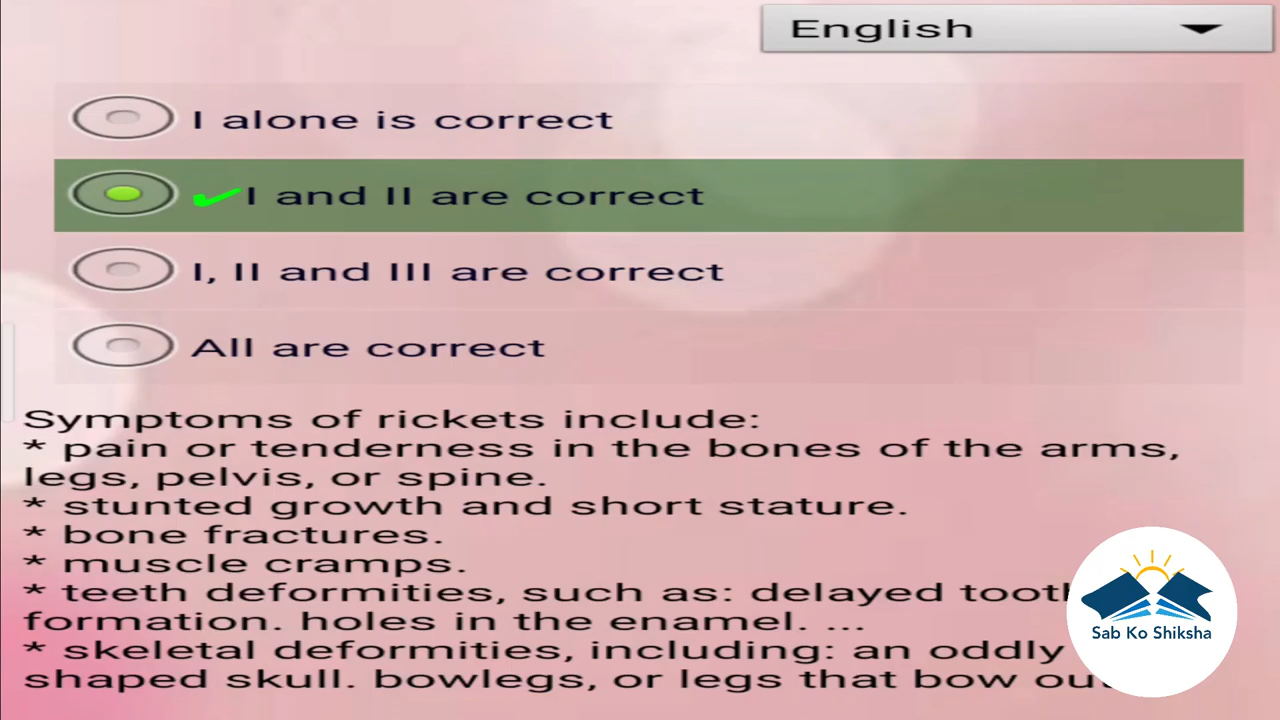 English
I alone is correct
I and II are correct
I, II and III are correct
All are correct
Symptoms of rickets include:
* pain or tenderness in the bones of the arms,
legs, pelvis, or spine.
* stunted growth and short stature.
* bone fractures.
* muscle cramps.
* teeth deformities, such as: delayed tooth
formation. holes in the enamel. ...
* skeletal deformities, including: an oddly
shaped skull. bowlegs, or legs that bow out.
Sab Ko Shiksha